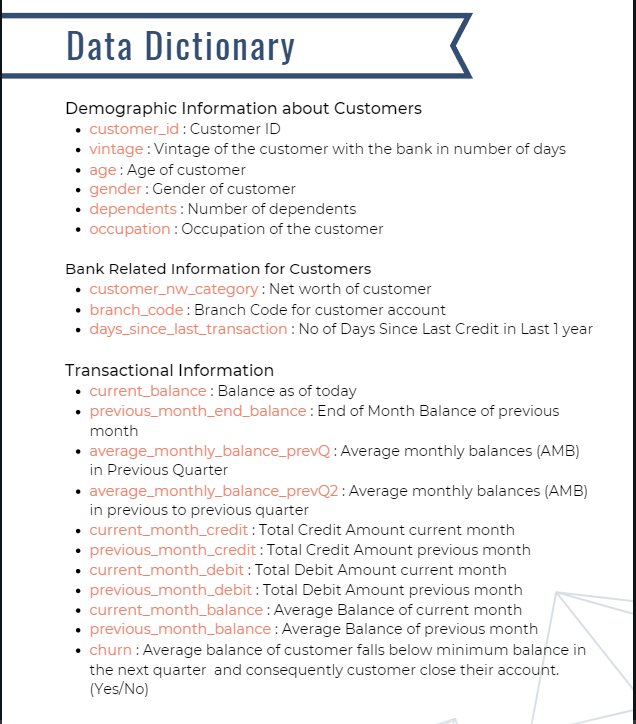 Data Dictionary
Demographic Information about Customers
• customer_id : Customer ID
• vintage : Vintage of the customer with the bank in number of days
• age : Age of customer
• gender : Gender of customer
• dependents : Number of dependents
• occupation : Occupation of the customer
Bank Related Information for Customers
• customer_nw_category : Net worth of customer
• branch_code : Branch Code for customer account
• days_since_last_transaction : No of Days Since Last Credit in Last 1 year
Transactional Information
• current_balance : Balance as of today
• previous_month_end_balance : End of Month Balance of previous
month
• average_monthly_balance_prevQ : Average monthly balances (AMB)
in Previous Quarter
• average_monthly_balance_prevQ2 : Average monthly balances (AMB)
in previous to previous quarter
• current_month_credit : Total Credit Amount current month
• previous_month_credit : Total Credit Amount previous month
• current_month_debit : Total Debit Amount current month
• previous_month_debit : Total Debit Amount previous month
• current_month_balance : Average Balance of current month
• previous_month_balance : Average Balance of previous month
• churn : Average balance of customer falls below minimum balance in
the next quarter and consequently customer close their account.
(Yes/No)